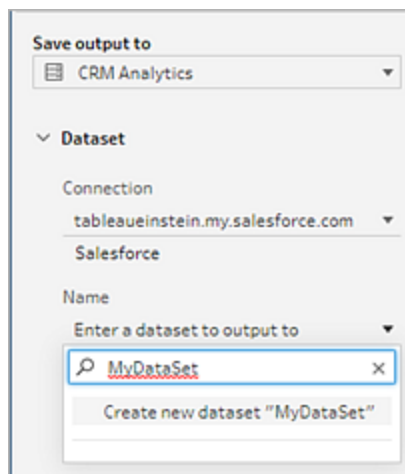 Save output to
CRM Analytics
Dataset
Connection
tableaueinstein.my.salesforce.com
Salesforce
Name
Enter a dataset to output to
MyDataSet
Create new dataset "MyDataSet"